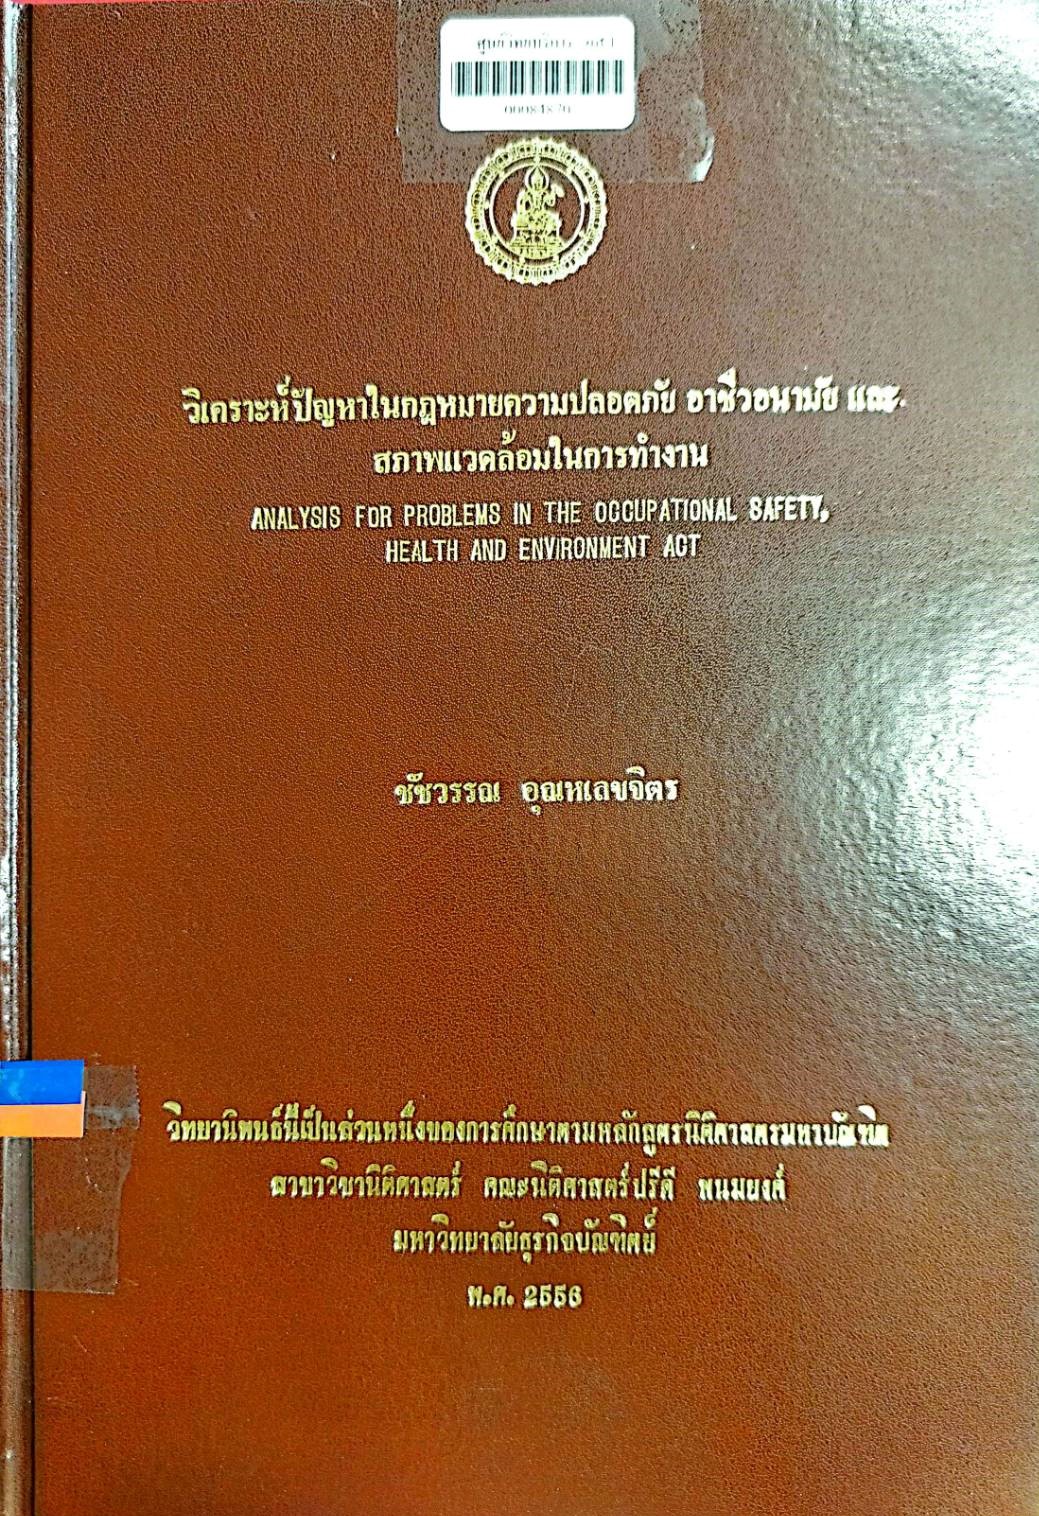 วิเคราะห์ปัญหาในกฎหมายความปลอดภัย อาชีวอนามัย และ
สภาพแวดล้อมในการทำงาน
ANALYSIS FOR PROBLEMS IN THE OCCUPATIONAL SAFETY,
HEALTH AND ENVIRONMENT ACT
ชัชวรรณ อุณหเลขจิตร
วิทยานิพนธ์นี้เป็นส่วนหนึ่งของการศึกษาตามหลักสูตรนิติศาสตรมหาบัณฑิต
สาขาวิชานิติศาสตร์ คณะนิติศาสตร์ปรีดี พนมยงค์
มหาวิทยาลัยธุรกิจบัณฑิตย์
พ.ศ. 2556